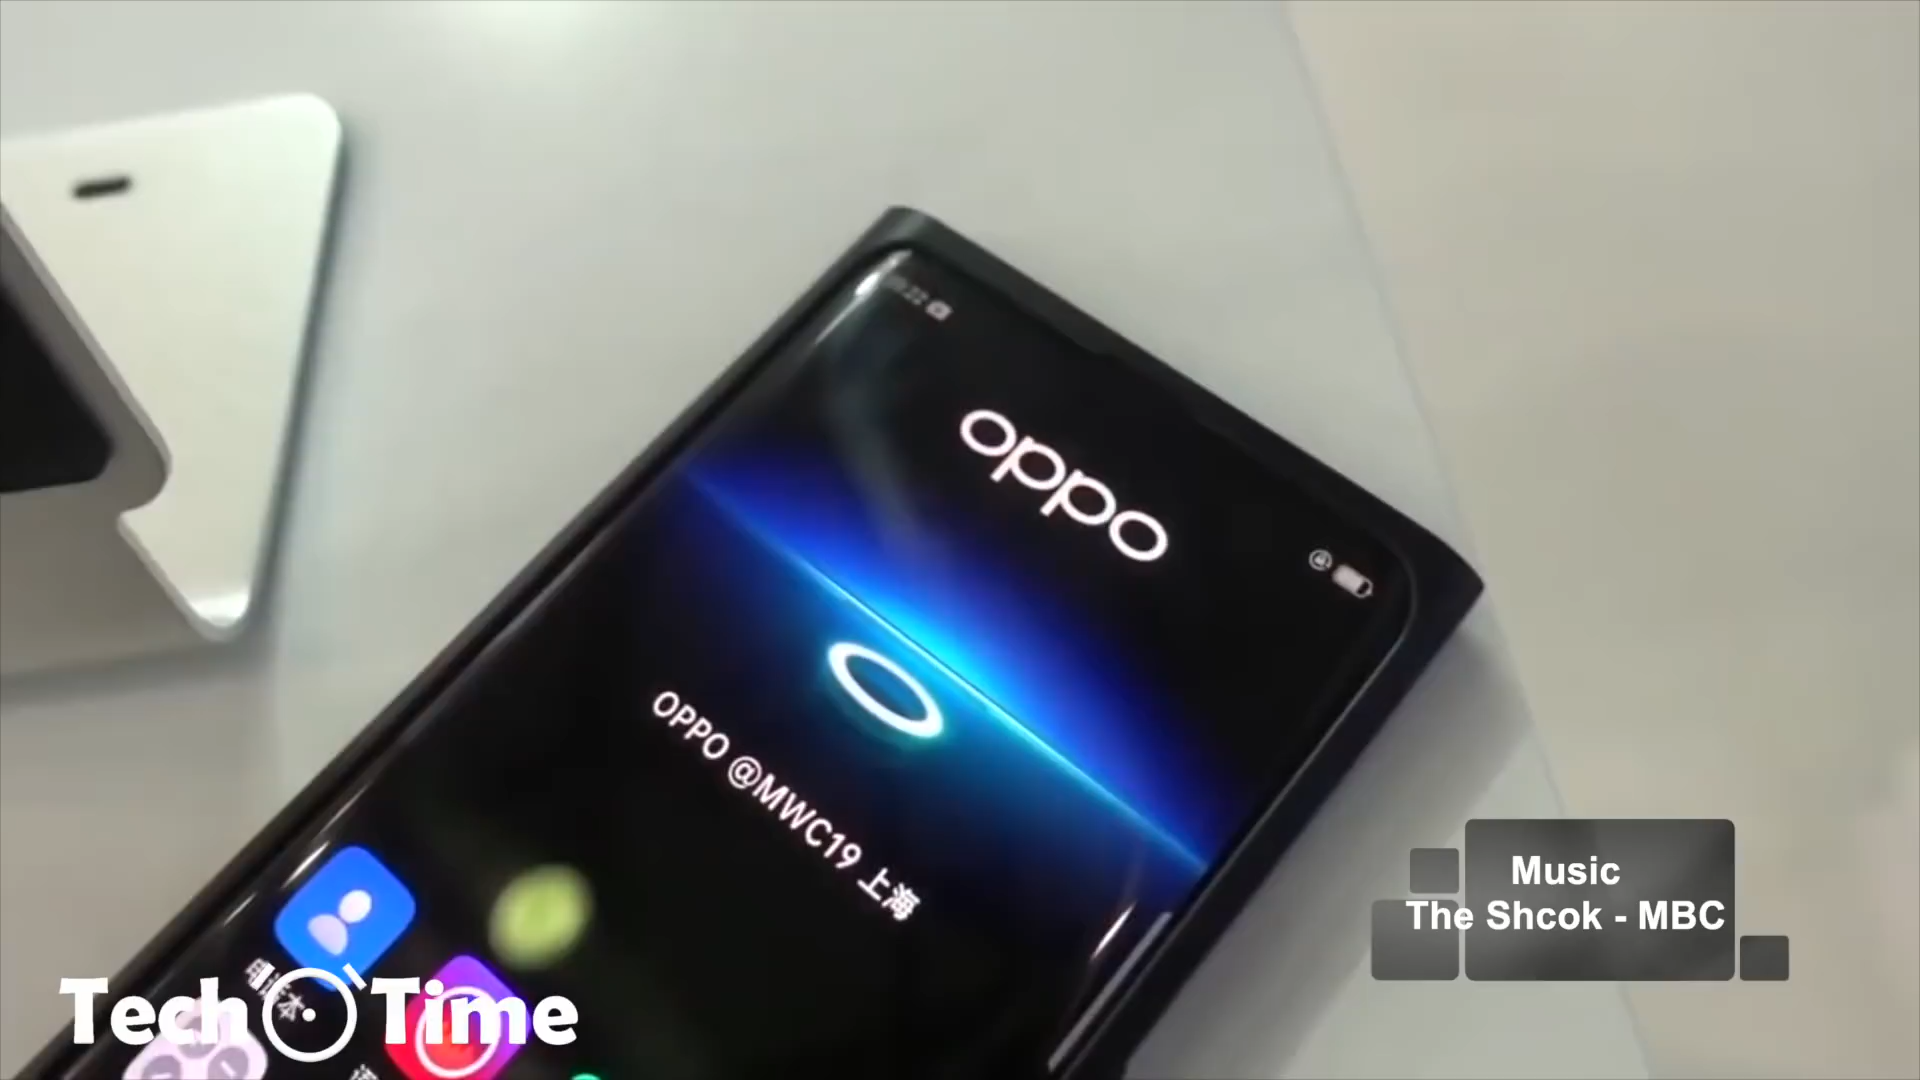 oppo
OPPO @MWC19 上海
Music
The Shcok - MBC
Tech Time